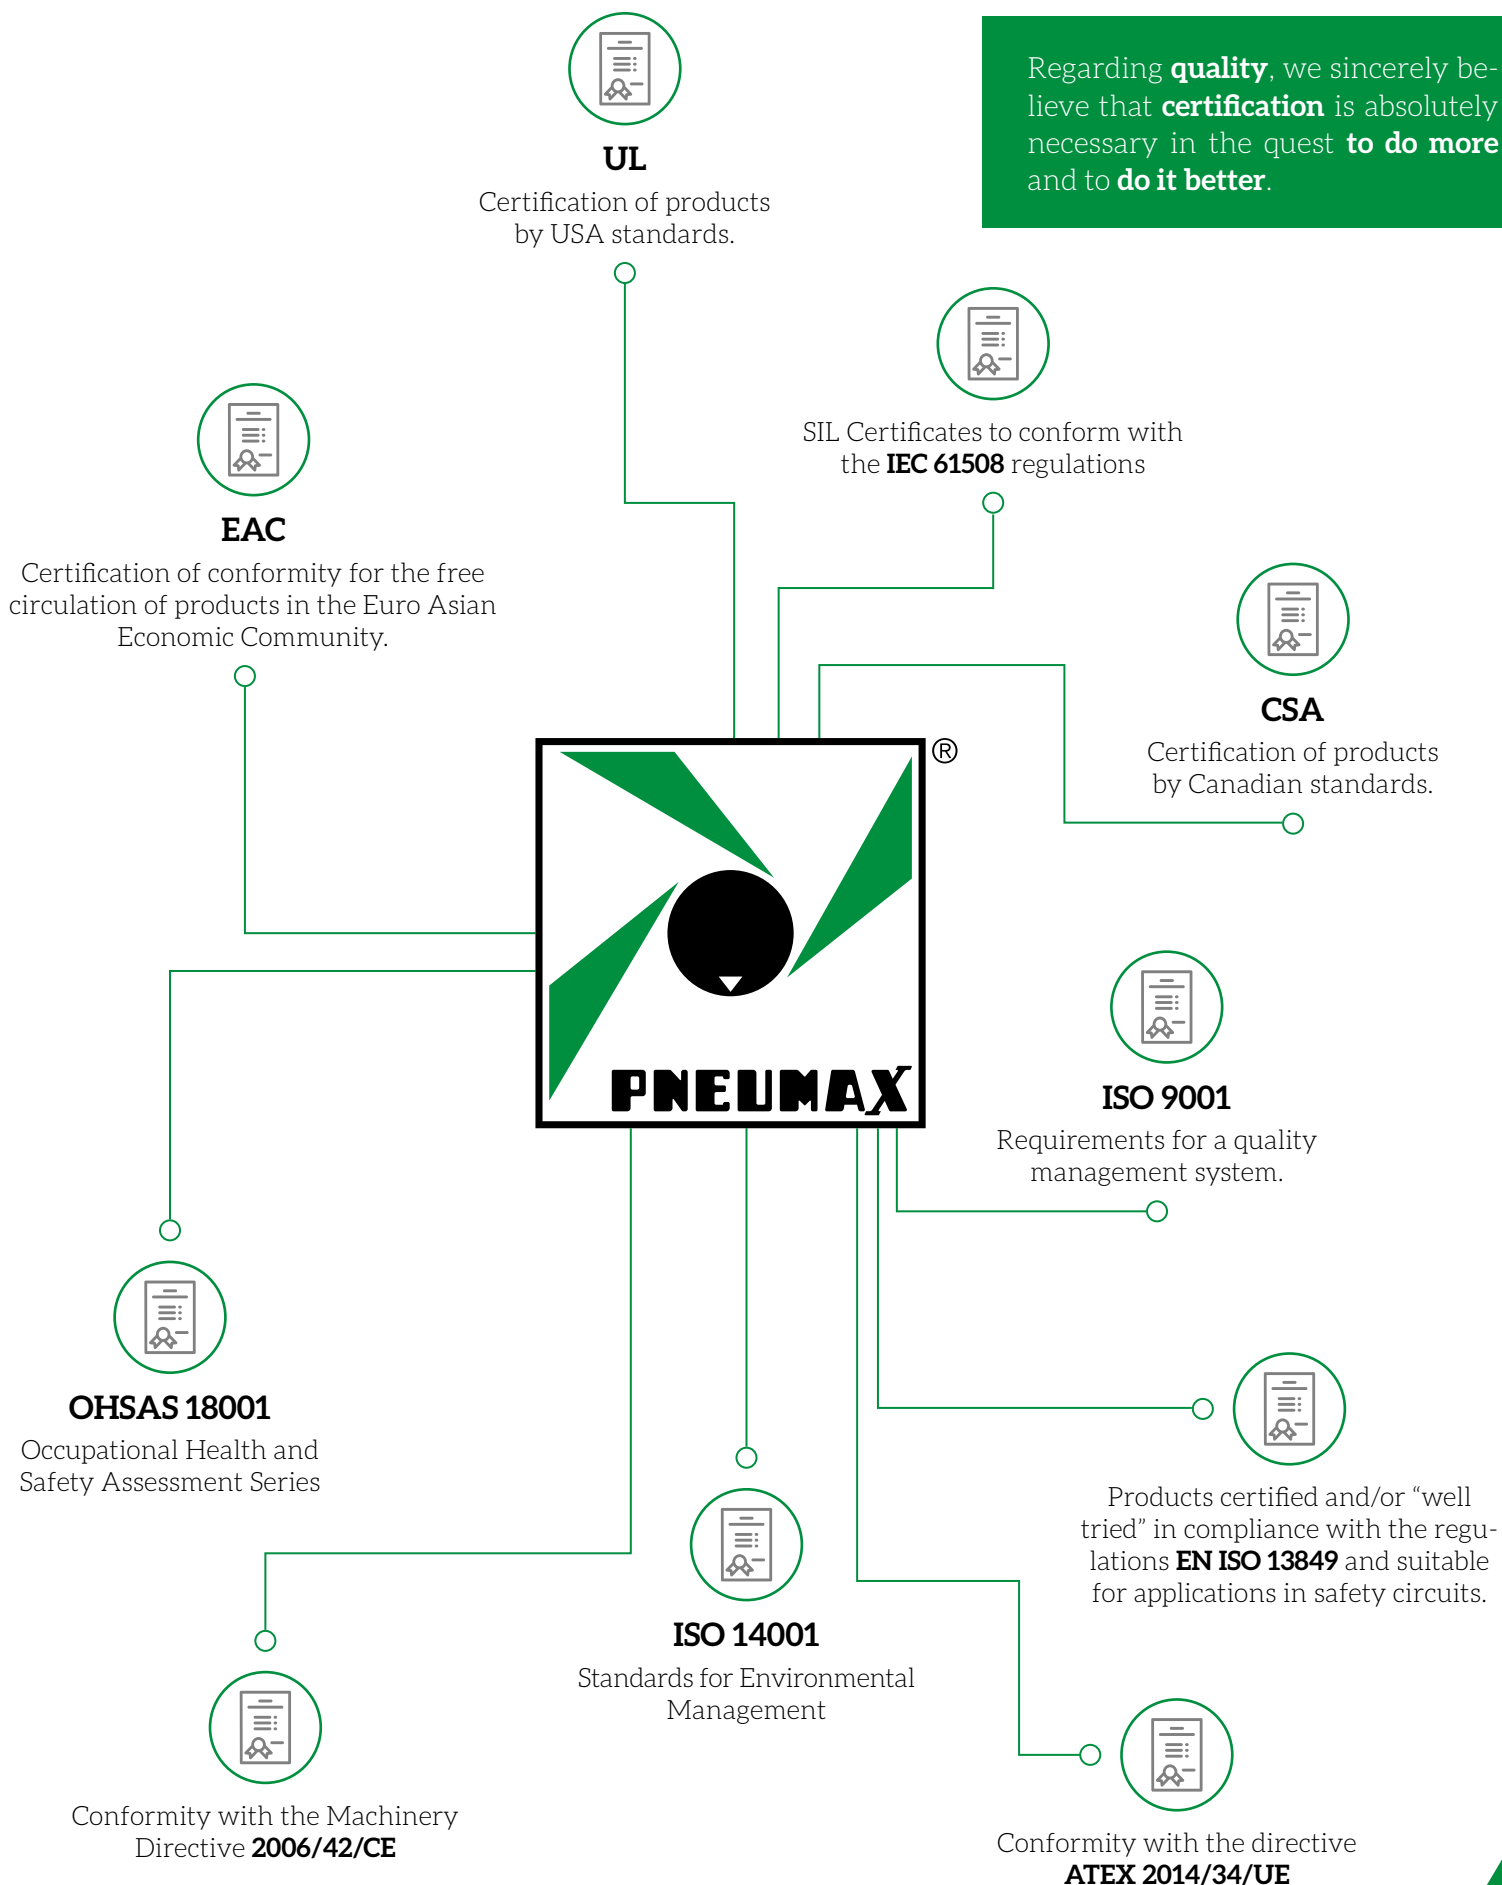 Regarding quality, we sincerely be-
lieve that certification is absolutely
necessary in the quest to do more
and to do it better.
UL
Certification of products
by USA standards.
SIL Certificates to conform with
the IEC 61508 regulations
EAC
Certification of conformity for the free
circulation of products in the Euro Asian
Economic Community.
CSA
Certification of products
by Canadian standards.
®
PNEUMAX
ISO 9001
Requirements for a quality
management system.
OHSAS 18001
Occupational Health and
Safety Assessment Series
Products certified and/or “well
tried” in compliance with the regu-
lations EN ISO 13849 and suitable
for applications in safety circuits.
ISO 14001
Standards for Environmental
Management
Conformity with the Machinery
Directive 2006/42/CE
Conformity with the directive
ATEX 2014/34/UE